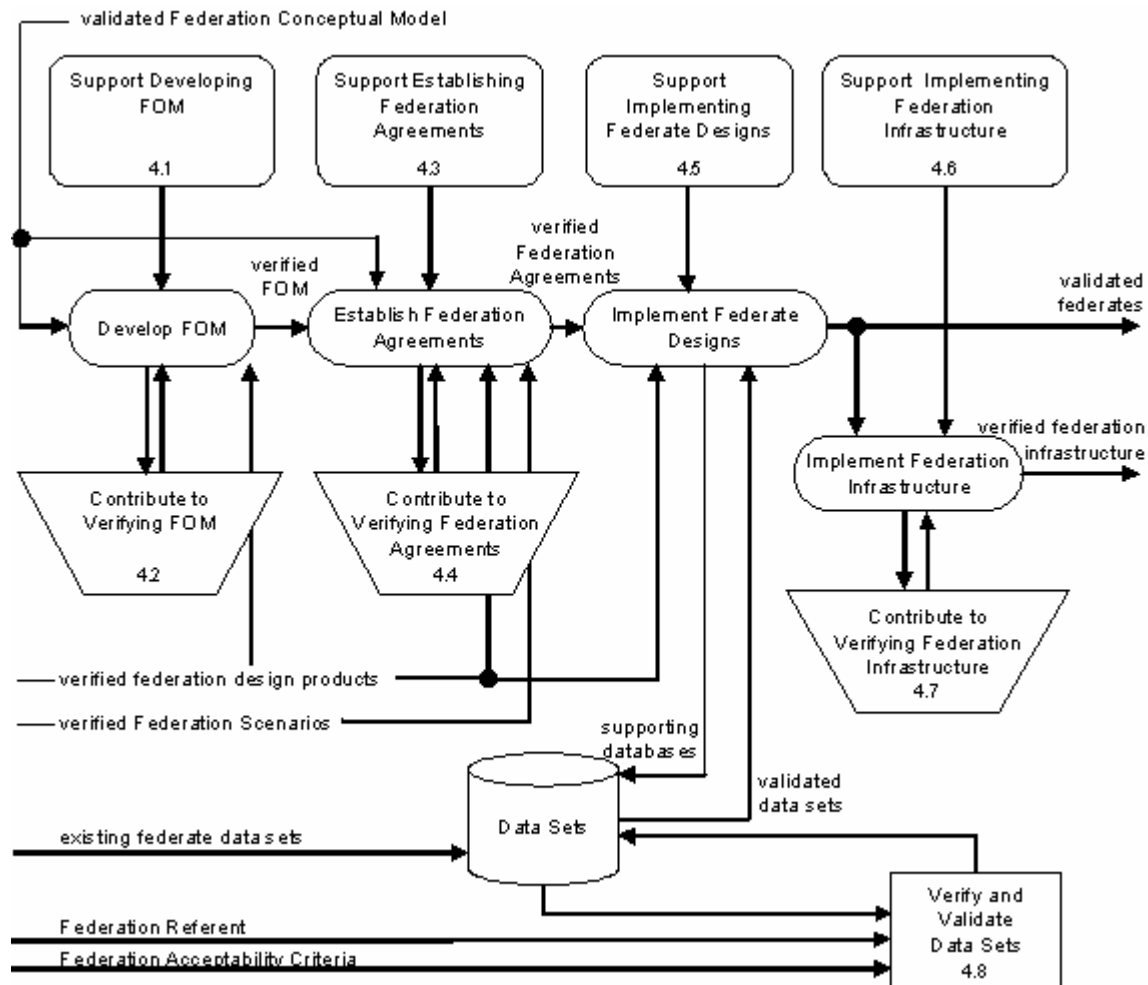 validated Federation Conceptual Model
Support Developing
FOM
4.1
Support Establishing
Federation
Agreements
4.3
Support
Implementing
Federate Designs
4.5
Support Implementing
Federation
Infrastructure
4.6
verified
FOM
verified
Federation
Agreements
validated
federates
Develop FOM
Establish Federation
Agreements
Implement Federate
Designs
verified federation
infrastructure
Implement Federation
Infrastructure
Contribute to
Verifying FOM
4.2
Contribute to
Verifying Federation
Agreements
4.4
Contribute to
Verifying Federation
Infrastructure
4.7
verified federation design products
verified Federation Scenarios
supporting
databases
validated
data sets
Data Sets
existing federate data sets
Verify and
Validate
Data Sets
4.8
Federation Referent
Federation Acceptability Criteria